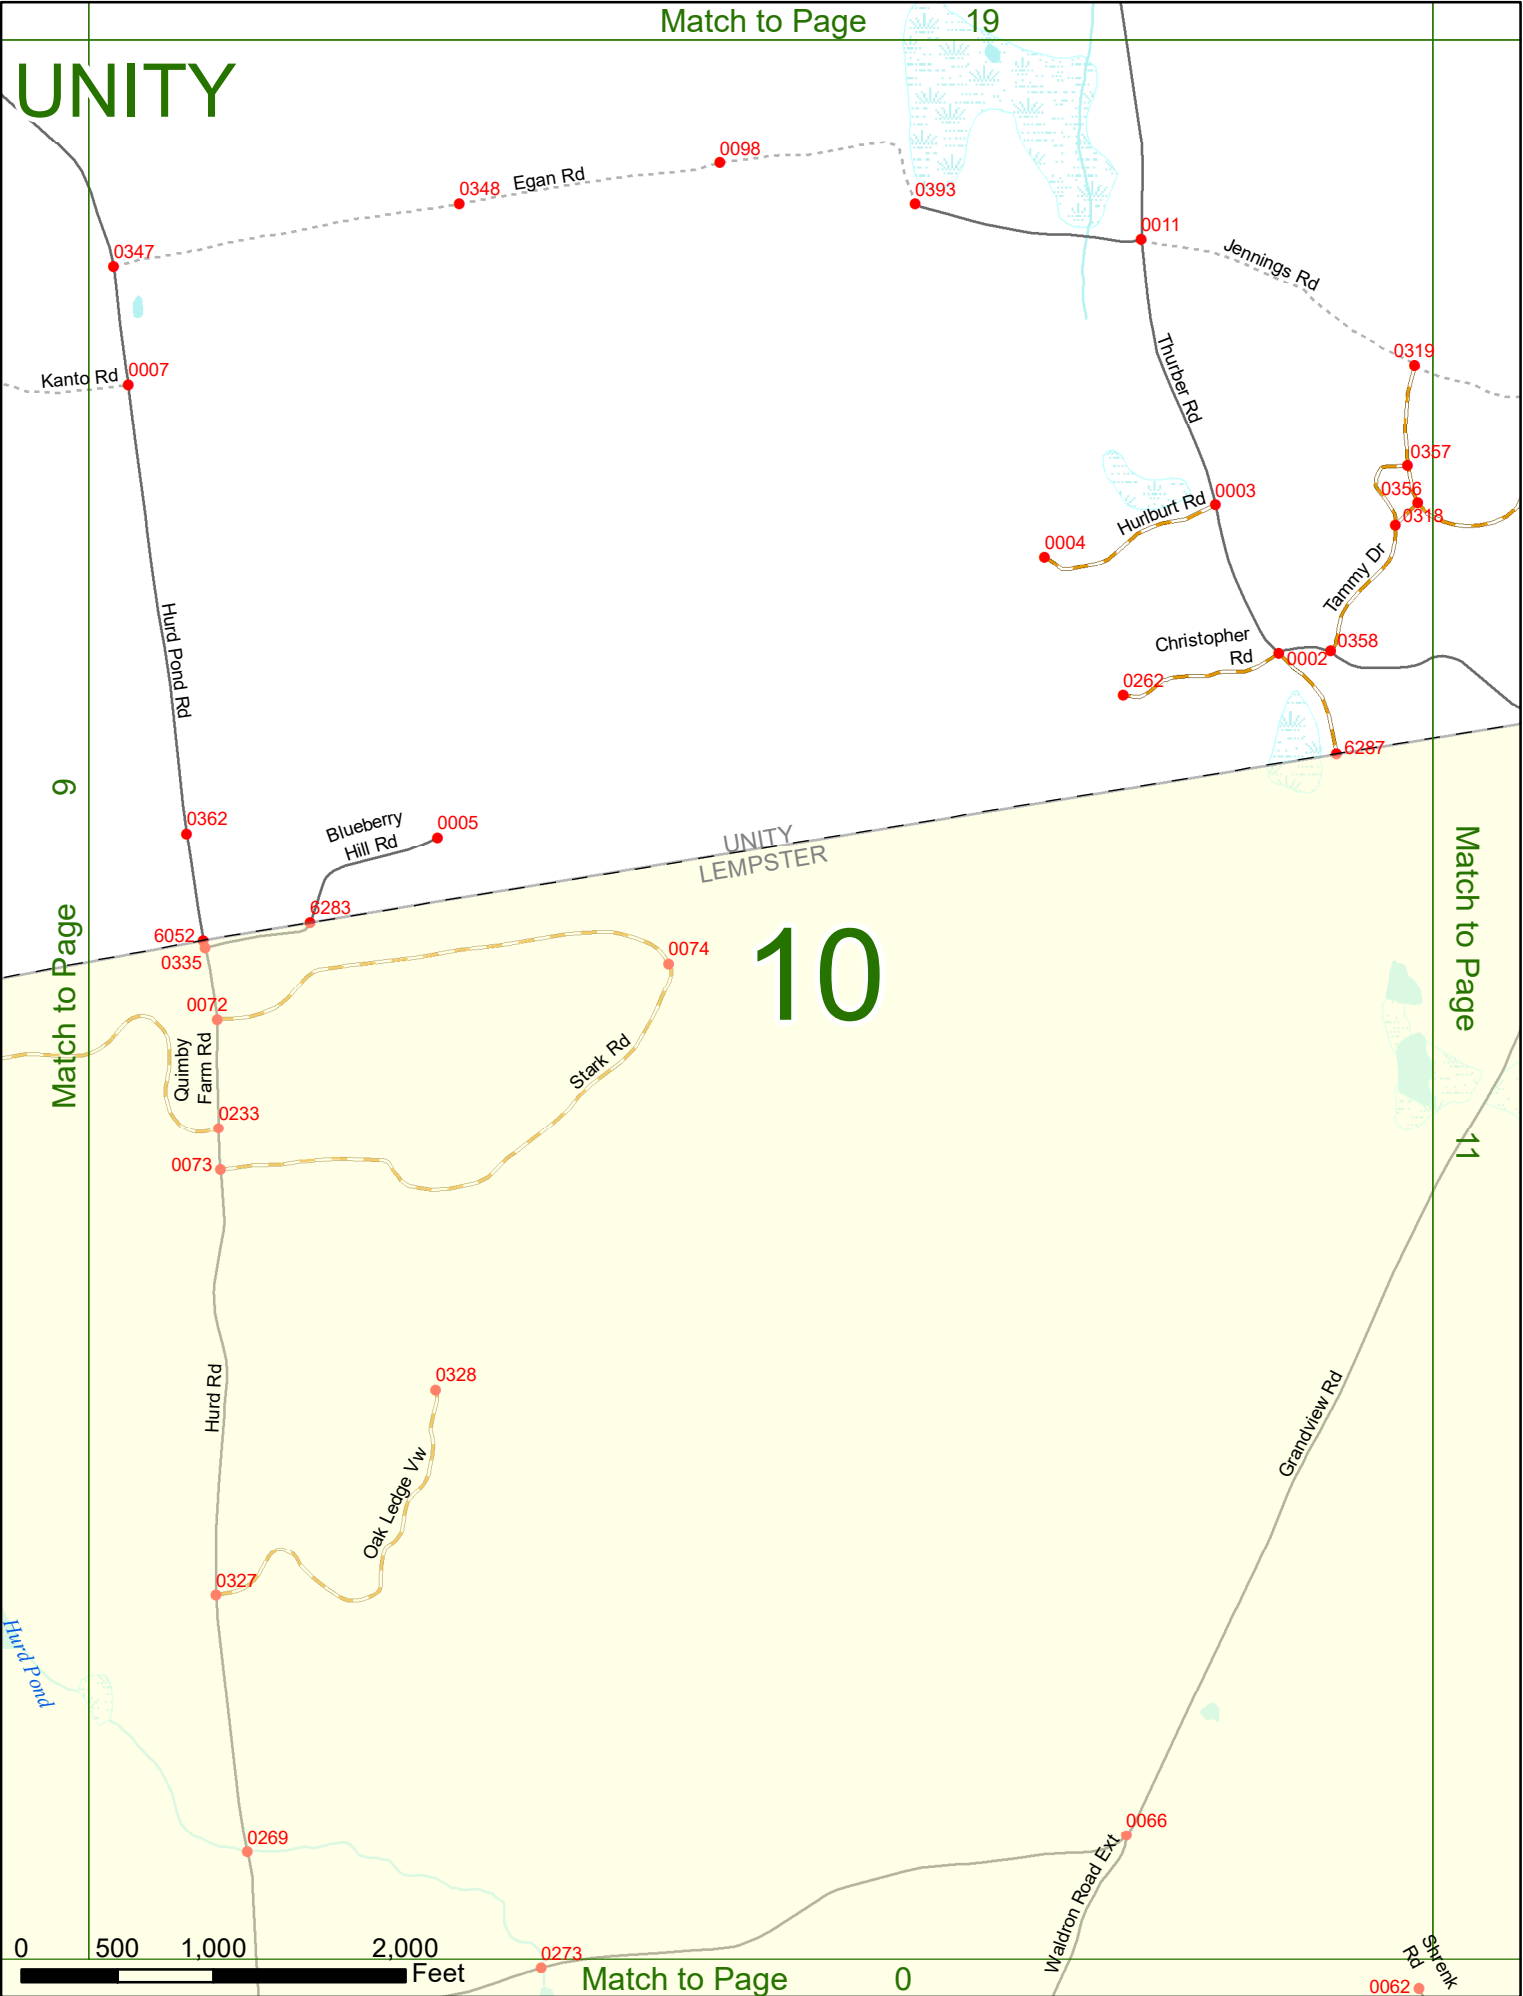 Match to Page 19
UNITY
0098
Egan Rd
0348
0393
0011
Jennings Rd
0347
Kanto Rd
0007
Thurber Rd
0319
0357
0356
0318
0003
Hurlburt Rd
0004
Tammy Dr
Hurd Pond Rd
Christopher
Rd
0002
0358
0262
6287
9
Match to Page
0362
Blueberry
Hill Rd
0005
UNITY
LEMPSTER
6283
6052
0335
0074
10
Match to Page
11
0072
Quimby
Farm Rd
Stark Rd
0233
0073
Hurd Rd
0328
Oak Ledge Vw
Grandview Rd
0327
Hurd Pond
0269
0066
Waldron Road Ext
0 500 1,000 2,000
Feet
0273
Match to Page 0
Shrenk
Rd
0062